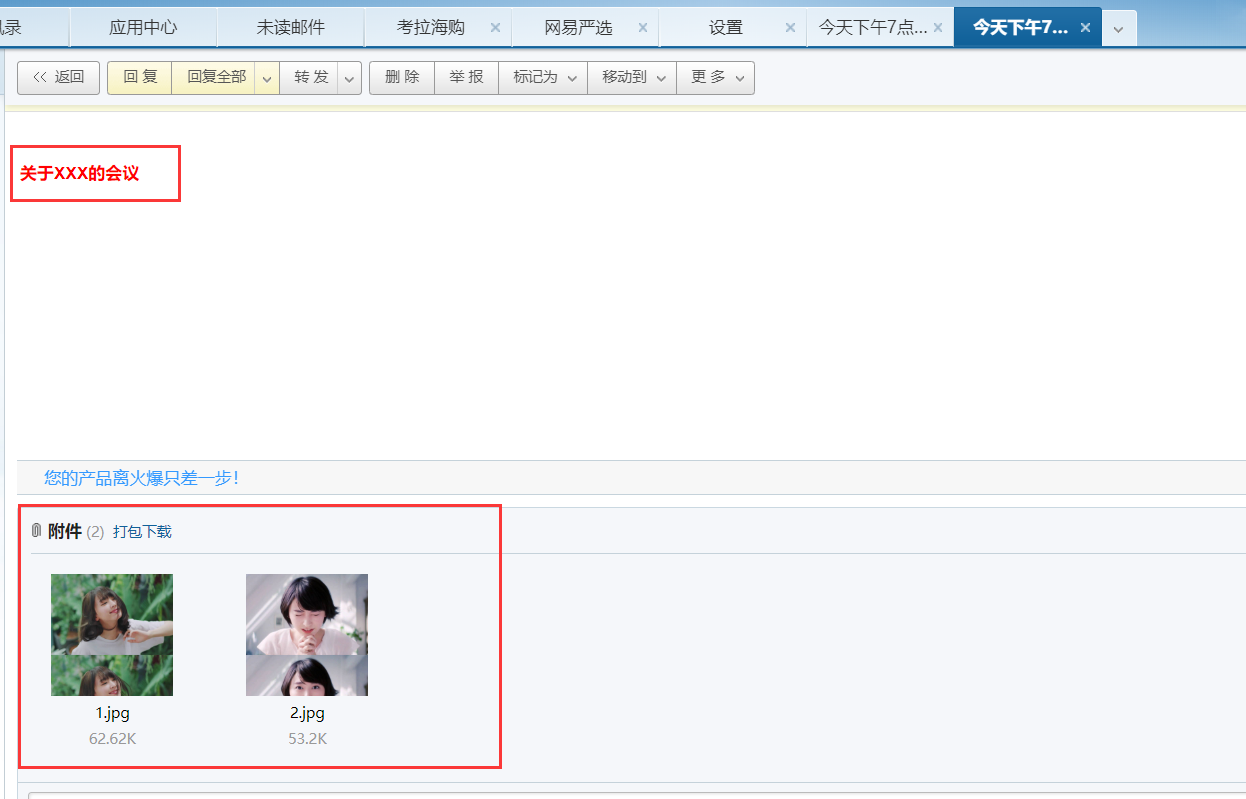 录 应用中心 未读邮件 考拉海购 网易严选 设置 今天下午7点... 今天下午7...
返回 回复 回复全部 转发 删除 举报 标记为 移动到 更多
关于XXX的会议
您的产品离火爆只差一步!
附件 (2) 打包下载
1.jpg 2.jpg
62.62K 53.2K